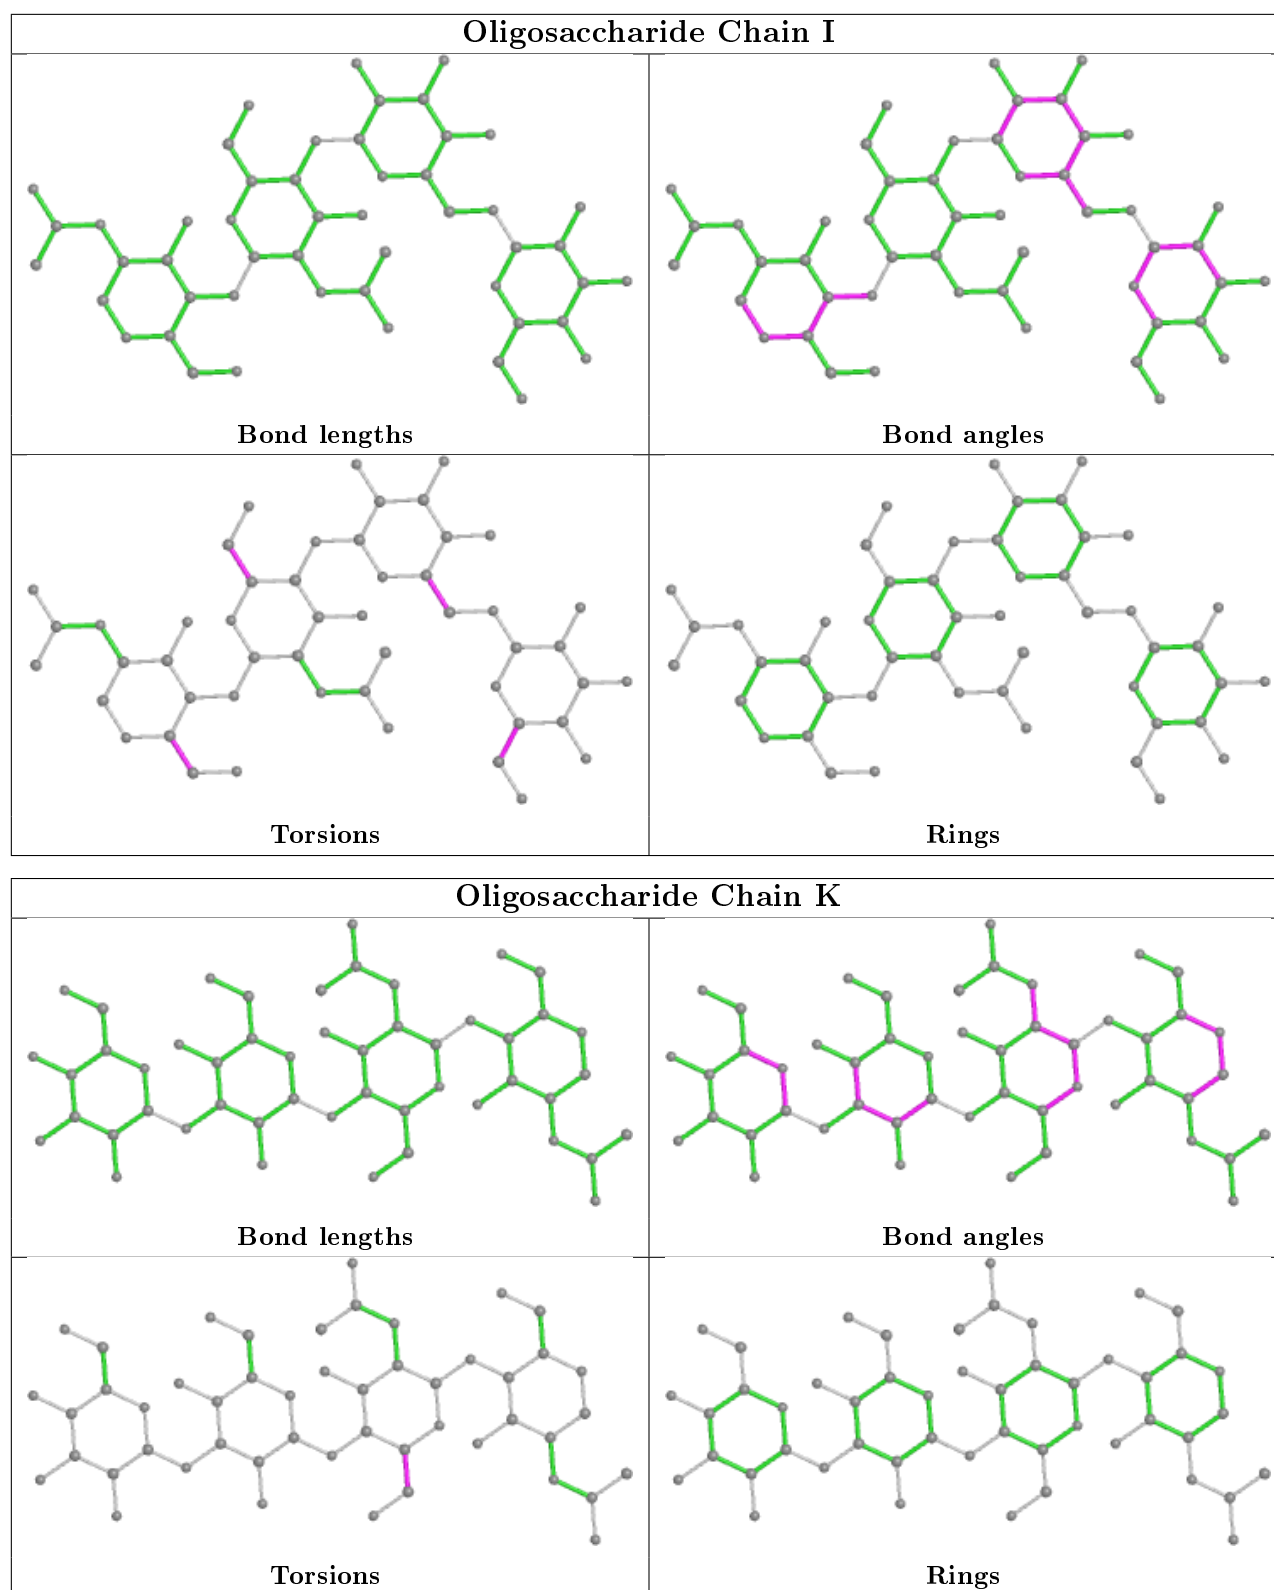 Oligosaccharide Chain I
Bond lengths
Bond angles
Torsions
Rings
Oligosaccharide Chain K
Bond lengths
Bond angles
Torsions
Rings